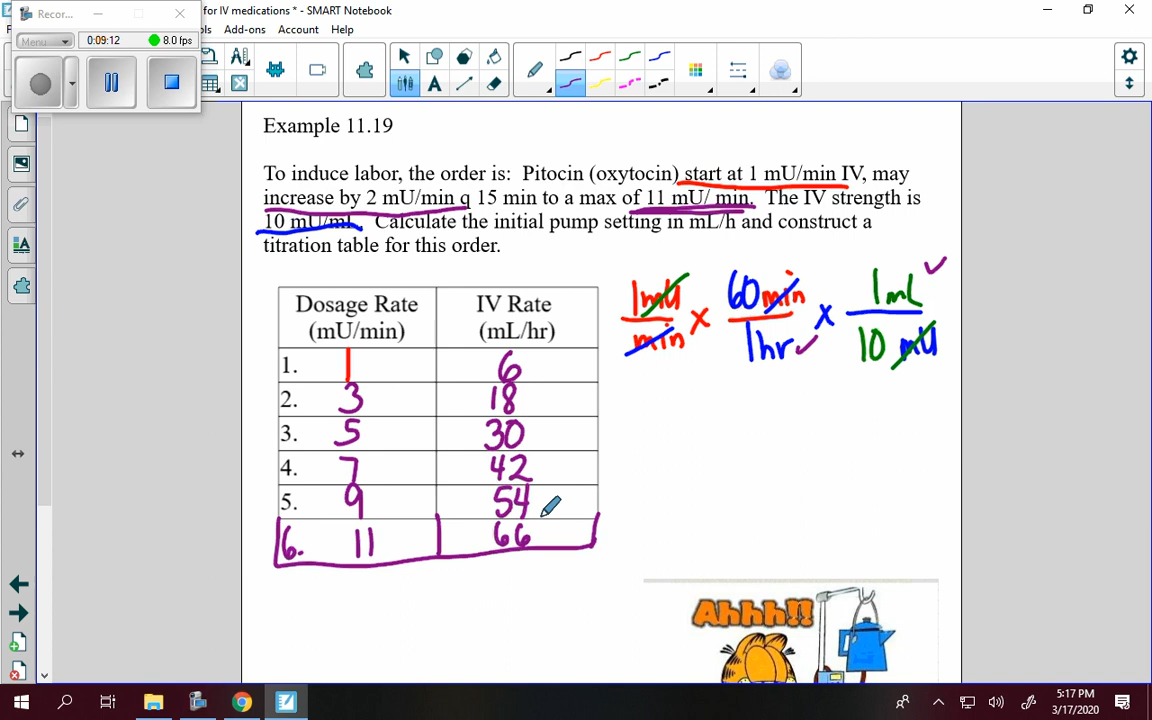 Recor...
for IV medications * - SMART Notebook
Menu
0:09:12
8.0 fps
ols Add-ons Account Help
Example 11.19
To induce labor, the order is: Pitocin (oxytocin) start at 1 mU/min IV, may
increase by 2 mU/min q 15 min to a max of 11 mU/ min. The IV strength is
10 mU/mL. Calculate the initial pump setting in mL/h and construct a
titration table for this order.
Dosage Rate IV Rate
(mU/min) (mL/hr)
1. 1 6
2. 3 18
3. 5 30
4. 7 42
5. 9 54
6. 11 66
1mU x 60min x 1mL
min 1hr 10 mU
Ahhh!!
5:17 PM
3/17/2020